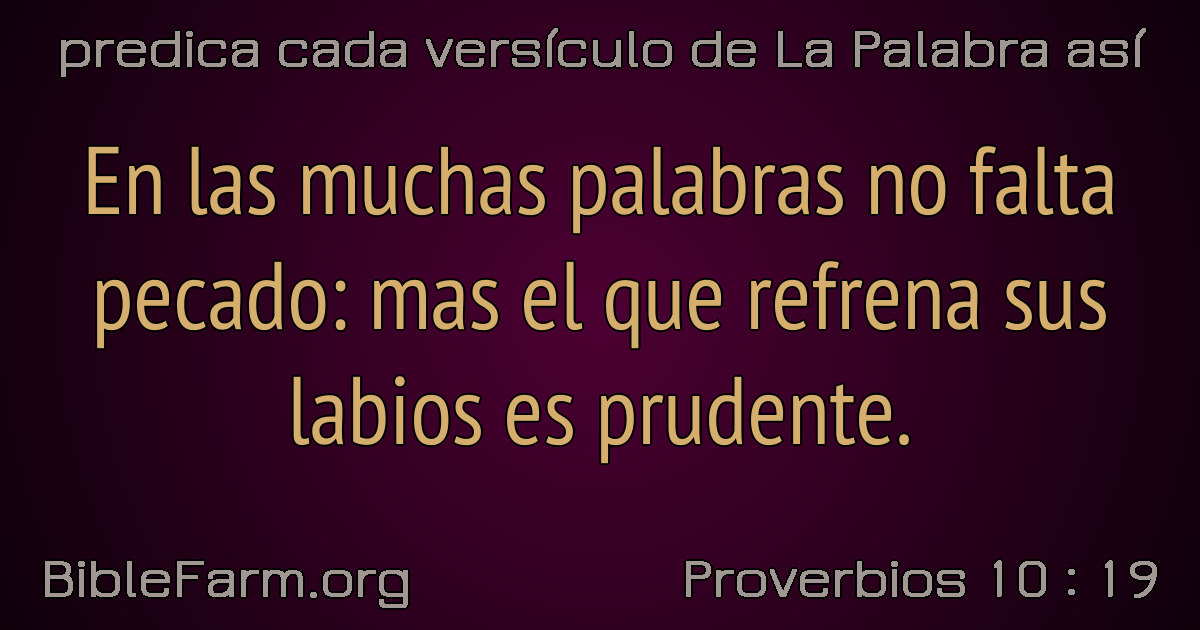 predica cada versículo de La Palabra así
En las muchas palabras no falta
pecado: mas el que refrena sus
labios es prudente.
BibleFarm.org
Proverbios 10 : 19